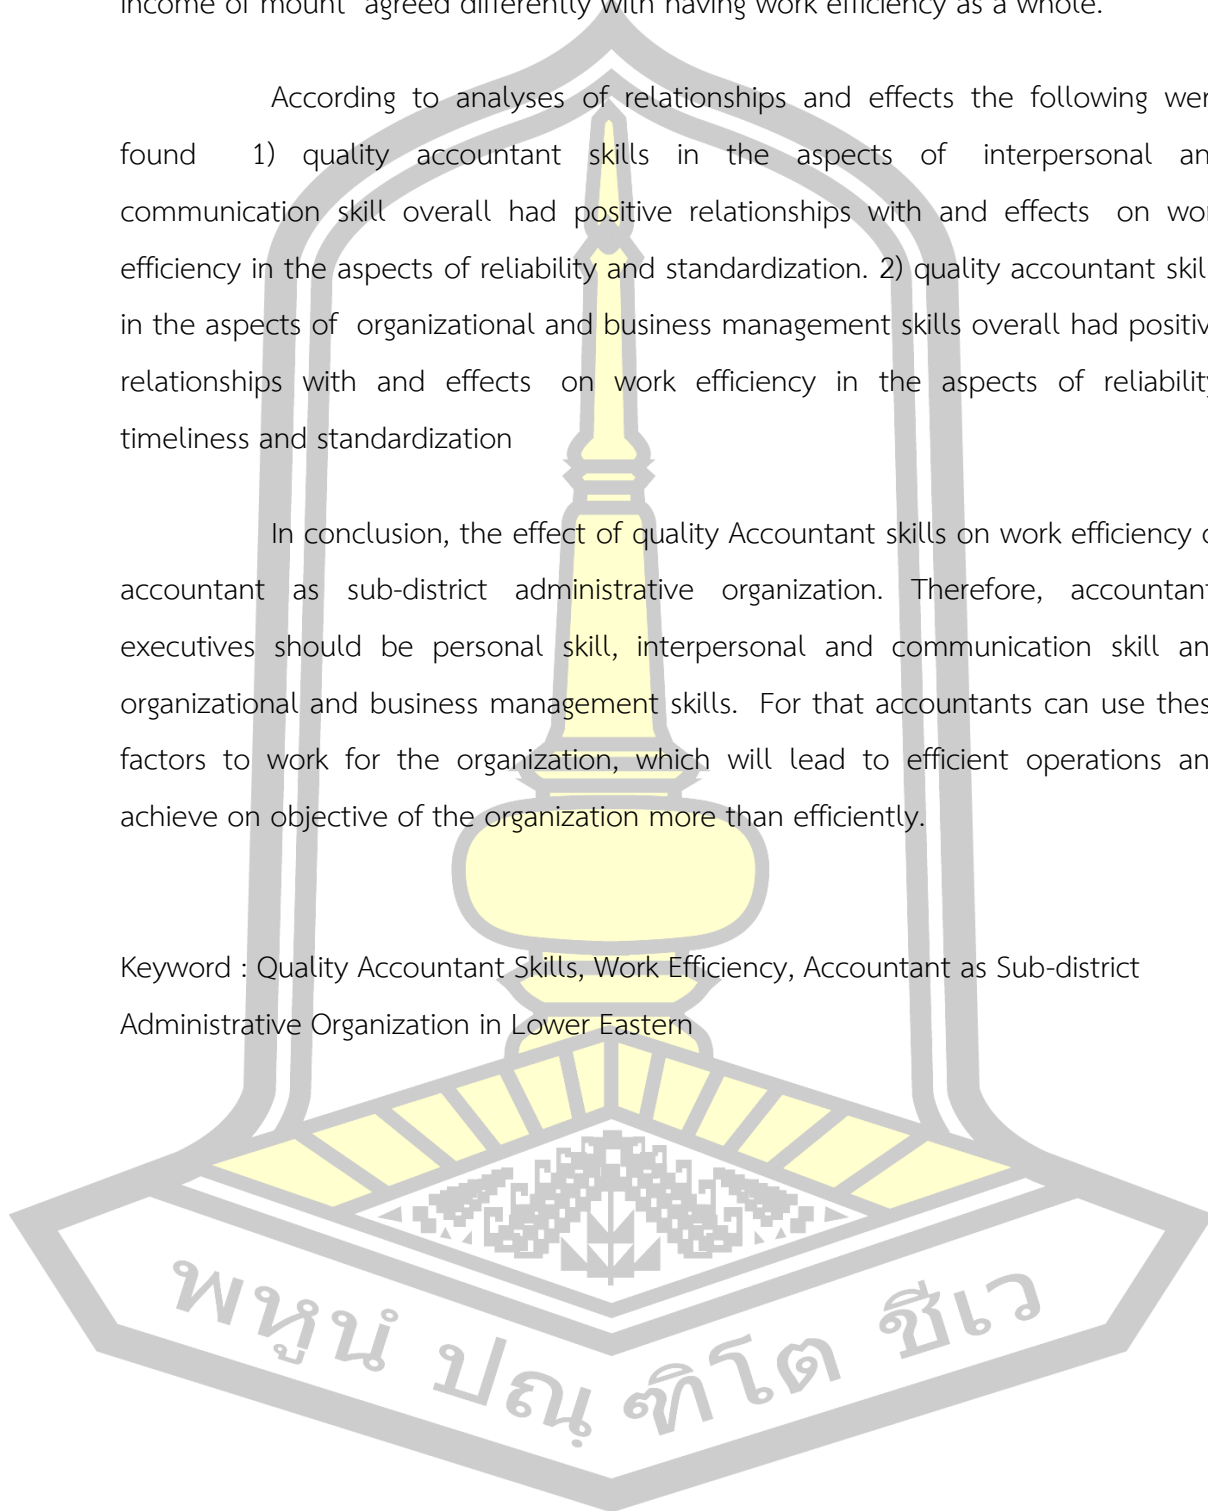 income of mount agreed differently with having work efficiency as a whole.
According to analyses of relationships and effects the following wer
found 1) quality accountant skills in the aspects of interpersonal an
communication skill overall had positive relationships with and effects on wor
efficiency in the aspects of reliability and standardization. 2) quality accountant skil
in the aspects of organizational and business management skills overall had positiv
relationships with and effects on work efficiency in the aspects of reliability
timeliness and standardization
In conclusion, the effect of quality Accountant skills on work efficiency o
accountant as sub-district administrative organization. Therefore, accountan
executives should be personal skill, interpersonal and communication skill an
organizational and business management skills. For that accountants can use thes
factors to work for the organization, which will lead to efficient operations an
achieve on objective of the organization more than efficiently.
Keyword : Quality Accountant Skills, Work Efficiency, Accountant as Sub-district
Administrative Organization in Lower Eastern
พหูนํ ปณฺ ฑิโต ชีเว